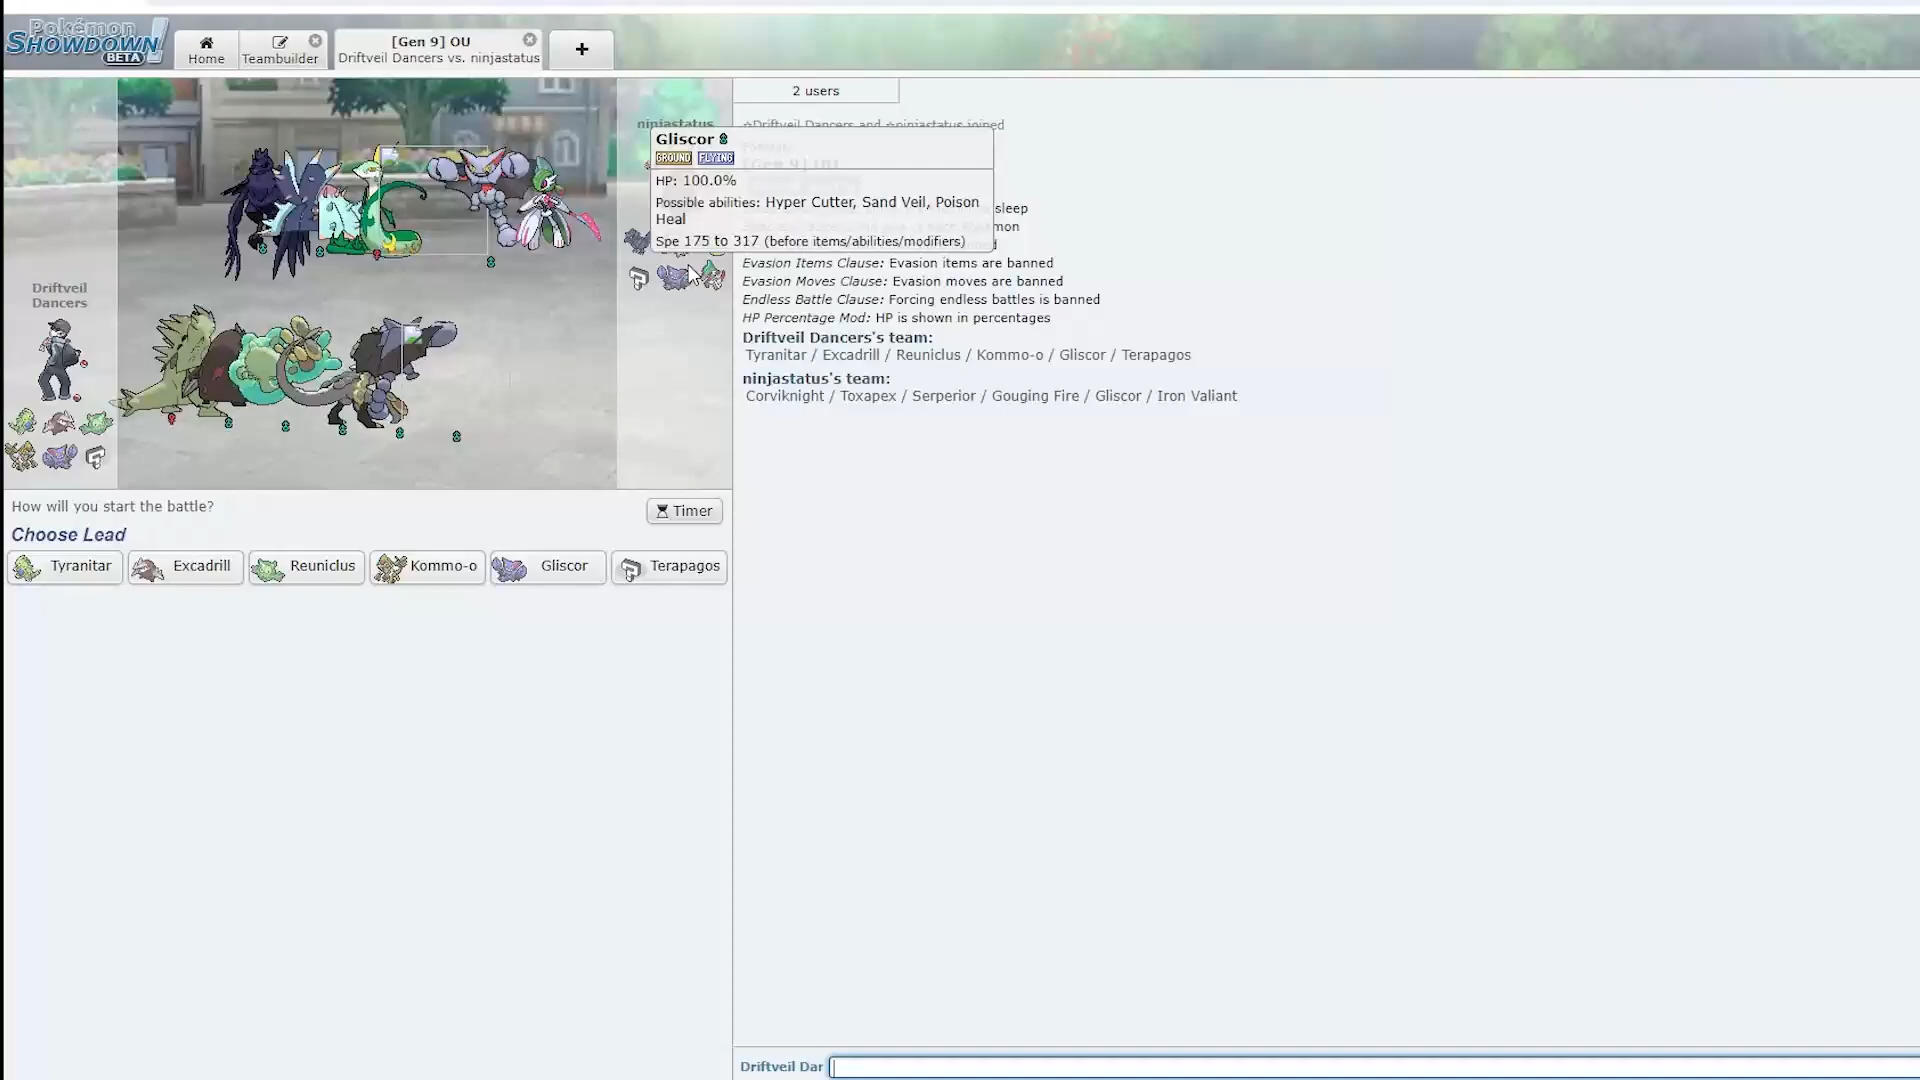 Pokémon
SHOWDOWN!
BETA
Home
Teambuilder
[Gen 9] OU
Driftveil Dancers vs. ninjastatus
+
2 users
ninjastatus
☆Driftveil Dancers and ☆ninjastatus joined
Gliscor
GROUND FLYING
HP: 100.0%
Possible abilities: Hyper Cutter, Sand Veil, Poison
Heal
Spe 175 to 317 (before items/abilities/modifiers)
sleep
Evasion Items Clause: Evasion items are banned
Evasion Moves Clause: Evasion moves are banned
Endless Battle Clause: Forcing endless battles is banned
HP Percentage Mod: HP is shown in percentages
Driftveil Dancers's team:
Tyranitar / Excadrill / Reuniclus / Kommo-o / Gliscor / Terapagos
ninjastatus's team:
Corviknight / Toxapex / Serperior / Gouging Fire / Gliscor / Iron Valiant
Driftveil
Dancers
How will you start the battle?
Timer
Choose Lead
Tyranitar
Excadrill
Reuniclus
Kommo-o
Gliscor
Terapagos
Driftveil Dar